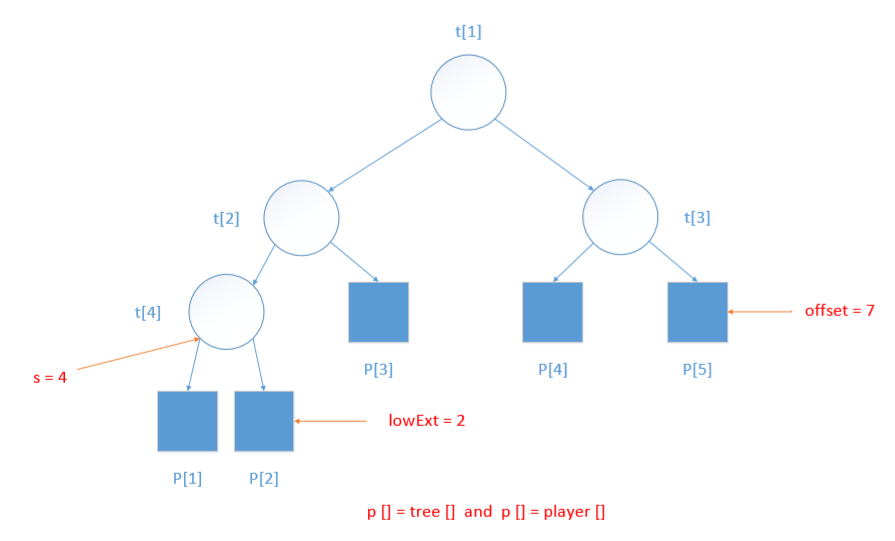 t[1]
t[2]
t[3]
t[4]
offset = 7
P[3]
P[4]
P[5]
s = 4
lowExt = 2
P[1]
P[2]
p [] = tree [] and p [] = player []